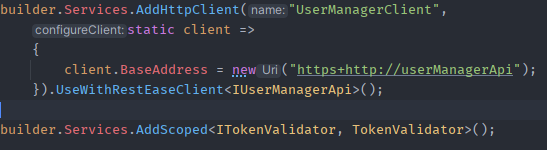 builder.Services.AddHttpClient( name: "UserManagerClient",
configureClient: static client =>
{
client.BaseAddress = new Uri ("https+http://userManagerApi");
}).UseWithRestEaseClient<IUserManagerApi>();
builder.Services.AddScoped<ITokenValidator, TokenValidator>();